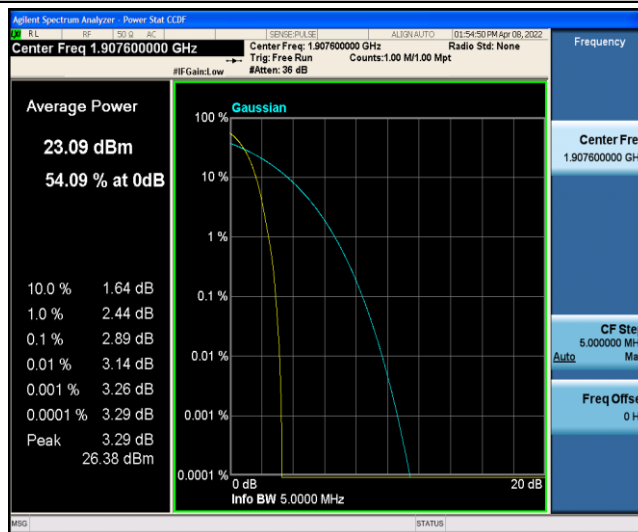 Agilent Spectrum Analyzer - Power Stat CCDF
RL RF 50 Ω AC SENSE:PULSE ALIGNAUTO 01:54:50 PM Apr 08, 2022
Center Freq 1.907600000 GHz
Center Freq: 1.907600000 GHz Radio Std: None
Trig: Free Run Counts:1.00 M/1.00 Mpt
#IFGain:Low #Atten: 36 dB
Frequency
Average Power
23.09 dBm
54.09 % at 0dB
10.0 % 1.64 dB
1.0 % 2.44 dB
0.1 % 2.89 dB
0.01 % 3.14 dB
0.001 % 3.26 dB
0.0001 % 3.29 dB
Peak 3.29 dB
26.38 dBm
Gaussian
100 %
10 %
1 %
0.1 %
0.01 %
0.001 %
0.0001 %
0 dB 20 dB
Info BW 5.0000 MHz
Center Fre
1.907600000 GH
CF Ste
5.000000 MH
Auto Ma
Freq Offse
0 H
MSG STATUS